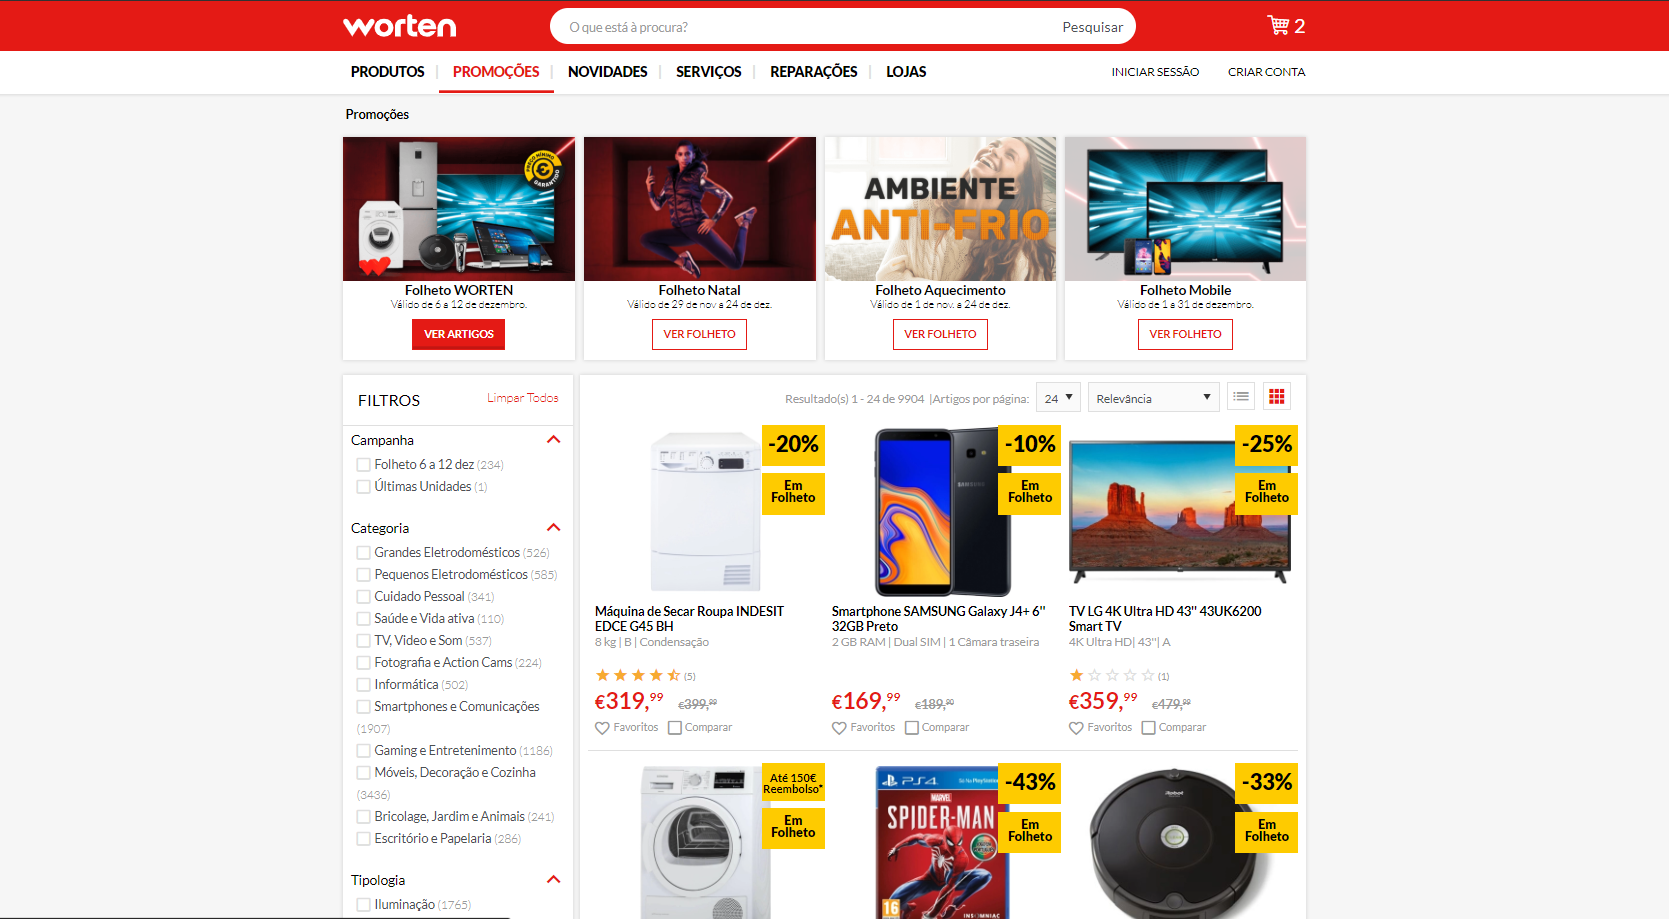 worten
O que está à procura?
Pesquisar
2
PRODUTOS
PROMOÇÕES
NOVIDADES
SERVIÇOS
REPARAÇÕES
LOJAS
INICIAR SESSÃO
CRIAR CONTA
Promoções
PREÇO MÍNIMO
€
GARANTIDO
AMBIENTE
ANTI-FRIO
Folheto WORTEN
Válido de 6 a 12 de dezembro.
VER ARTIGOS
Folheto Natal
Válido de 29 de nov a 24 de dez.
VER FOLHETO
Folheto Aquecimento
Válido de 1 de nov. a 24 de dez.
VER FOLHETO
Folheto Mobile
Válido de 1 a 31 de dezembro.
VER FOLHETO
FILTROS
Limpar Todos
Campanha
Folheto 6 a 12 dez (234)
Últimas Unidades (1)
Categoria
Grandes Eletrodomésticos (526)
Pequenos Eletrodomésticos (585)
Cuidado Pessoal (341)
Saúde e Vida ativa (110)
TV, Video e Som (537)
Fotografia e Action Cams (224)
Informática (502)
Smartphones e Comunicações
(1907)
Gaming e Entretenimento (1186)
Móveis, Decoração e Cozinha
(3436)
Bricolage, Jardim e Animais (241)
Escritório e Papelaria (286)
Tipologia
Iluminação (1765)
Resultado(s) 1 - 24 de 9904 |Artigos por página:
24
Relevância
-20%
Em
Folheto
Máquina de Secar Roupa INDESIT
EDCE G45 BH
8 kg | B | Condensação
(5)
€319,99 €399,99
Favoritos
Comparar
SAMSUNG
-10%
Em
Folheto
Smartphone SAMSUNG Galaxy J4+ 6''
32GB Preto
2 GB RAM | Dual SIM | 1 Câmara traseira
€169,99 €189,90
Favoritos
Comparar
-25%
Em
Folheto
TV LG 4K Ultra HD 43'' 43UK6200
Smart TV
4K Ultra HD| 43''| A
(1)
€359,99 €479,99
Favoritos
Comparar
Até 150€
Reembolso*
Em
Folheto
PS4
Só Na PlayStation
MARVEL
SPIDER-MAN
16
INSOMNIAC
-43%
Em
Folheto
iRobot
-33%
Em
Folheto